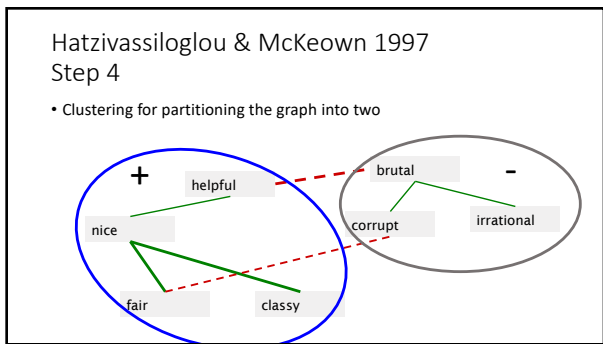 Hatzivassiloglou & McKeown 1997
Step 4
• Clustering for partitioning the graph into two
+
helpful
brutal
-
nice
corrupt
irrational
fair
classy